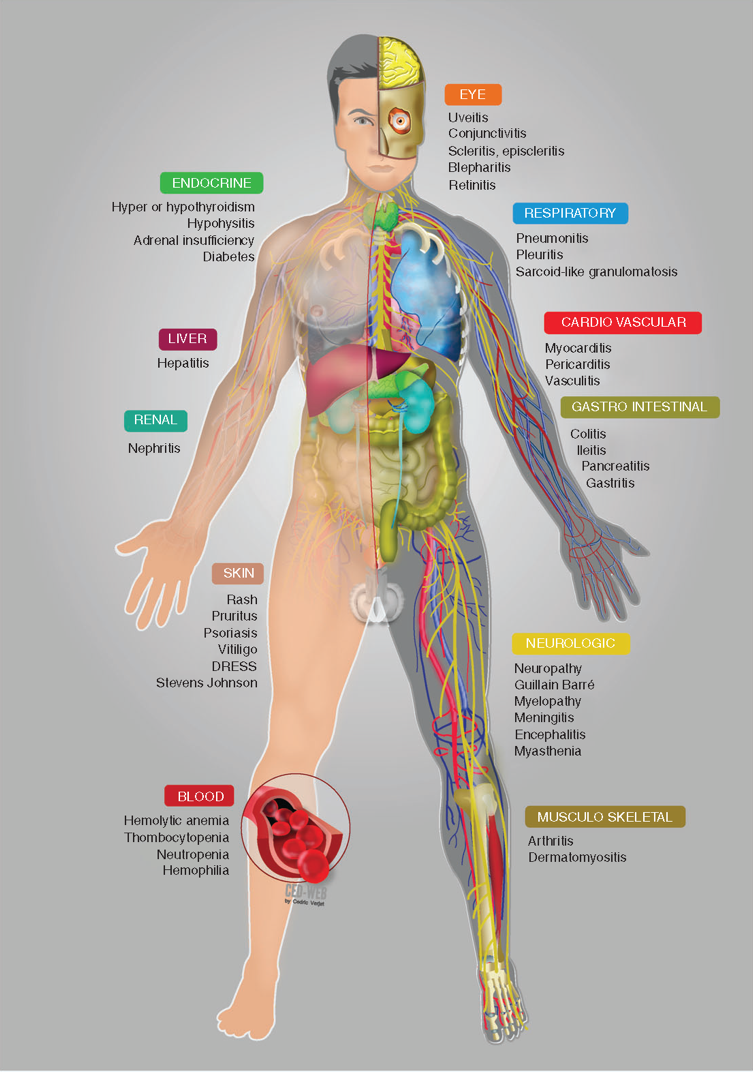 EYE
Uveitis
Conjunctivitis
Scleritis, episcleritis
Blepharitis
Retinitis
ENDOCRINE
Hyper or hypothyroidism
Hypophysitis
Adrenal insufficiency
Diabetes
RESPIRATORY
Pneumonitis
Pleuritis
Sarcoid-like granulomatosis
CARDIO VASCULAR
Myocarditis
Pericarditis
Vasculitis
LIVER
Hepatitis
GASTRO INTESTINAL
Colitis
Ileitis
Pancreatitis
Gastritis
RENAL
Nephritis
SKIN
Rash
Pruritus
Psoriasis
Vitiligo
DRESS
Stevens Johnson
NEUROLOGIC
Neuropathy
Guillain Barré
Myelopathy
Meningitis
Encephalitis
Myasthenia
BLOOD
Hemolytic anemia
Thombocytopenia
Neutropenia
Hemophilia
MUSCULO SKELETAL
Arthritis
Dermatomyositis
CED-WEB
by Cedric Verjat